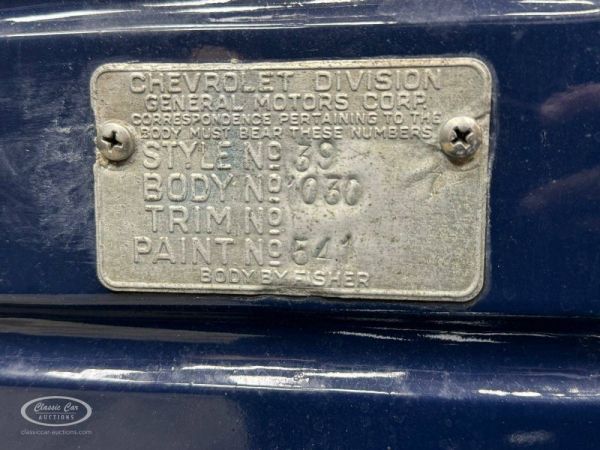 CHEVROLET DIVISION
GENERAL MOTORS CORP.
CORRESPONDENCE PERTAINING TO THE
BODY MUST BEAR THESE NUMBERS
STYLE Nº 39
BODY Nº 1030
TRIM Nº
PAINT Nº 541
BODY BY FISHER
Classic Car
AUCTIONS
classiccar-auctions.com